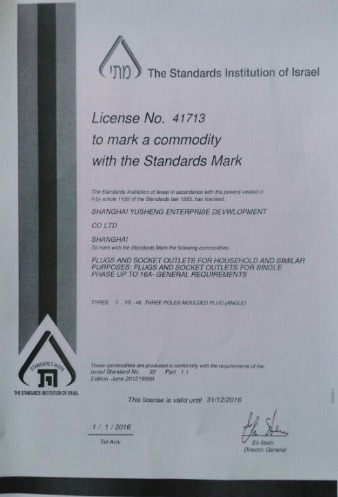 מתי
The Standards Institution of Israel
License No. 41713
to mark a commodity
with the Standards Mark
The Standards Institution of Israel in accordance with the powers vested in
it by article 11(b) of the Standards law 1953, has licensed :
SHANGHAI YUSHENG ENTERPRISE DEVWLOPMENT
CO LTD
SHANGHAI
To mark with the Standards Mark the following commodities:
PLUGS AND SOCKET OUTLETS FOR HOUSEHOLD AND SIMILAR
PURPOSES: PLUGS AND SOCKET OUTLETS FOR SINGLE
PHASE UP TO 16A- GENERAL REQUIREMENTS
TYPES: 1 YS-46 THREE POLES MOULDED PLUG (ANGLE)
STANDARDS MARK
THE STANDARDS INSTITUTION OF ISRAEL
These commodities are produced in conformity with the requirements of the
Israel Standard No. 32 Part 1.1
Edition June 2012
This license is valid until 31/12/2016
1 / 1 / 2016
Tel Aviv
Eli Stein
Director General